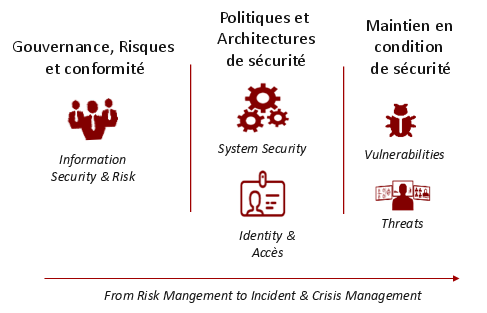 Gouvernance, Risques
et conformité
Politiques et
Architectures
de sécurité
Maintien en
condition
de sécurité
Information
Security & Risk
System Security
Identity &
Accès
Vulnerabilities
Threats
From Risk Mangement to Incident & Crisis Management